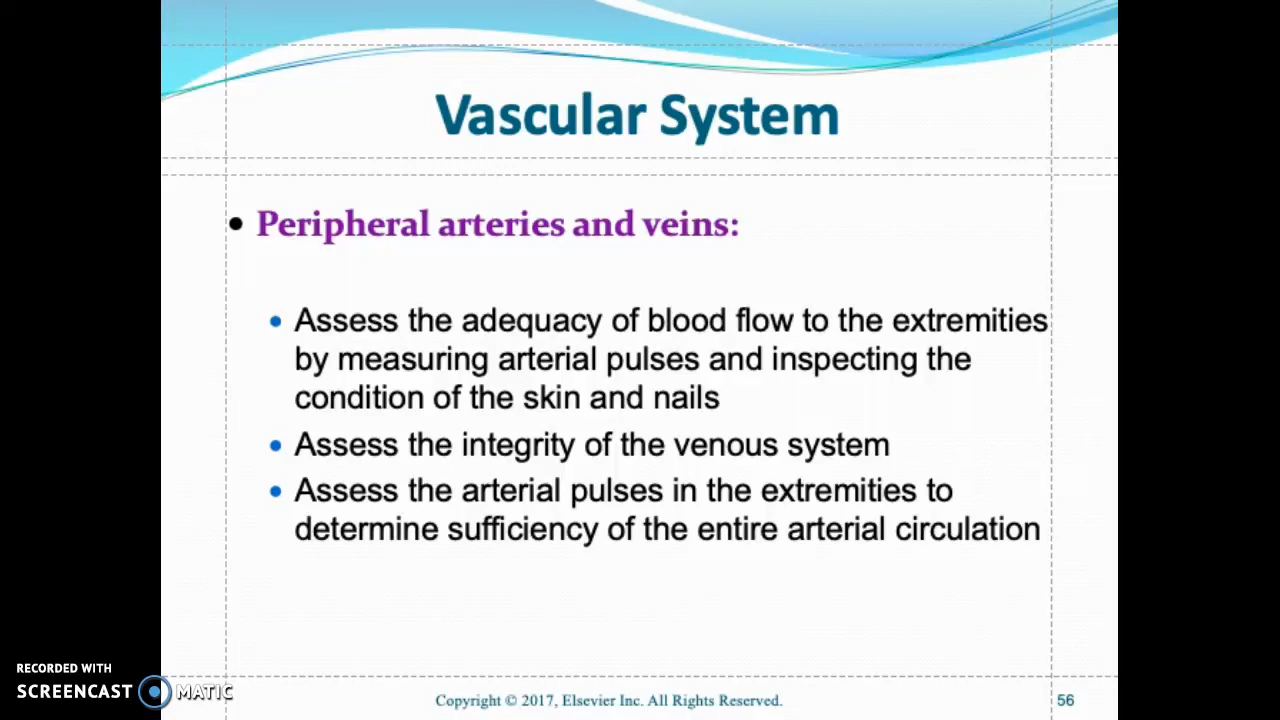 Vascular System
• Peripheral arteries and veins:
• Assess the adequacy of blood flow to the extremities
by measuring arterial pulses and inspecting the
condition of the skin and nails
• Assess the integrity of the venous system
• Assess the arterial pulses in the extremities to
determine sufficiency of the entire arterial circulation
RECORDED WITH
SCREENCAST MATIC
Copyright © 2017, Elsevier Inc. All Rights Reserved.
56